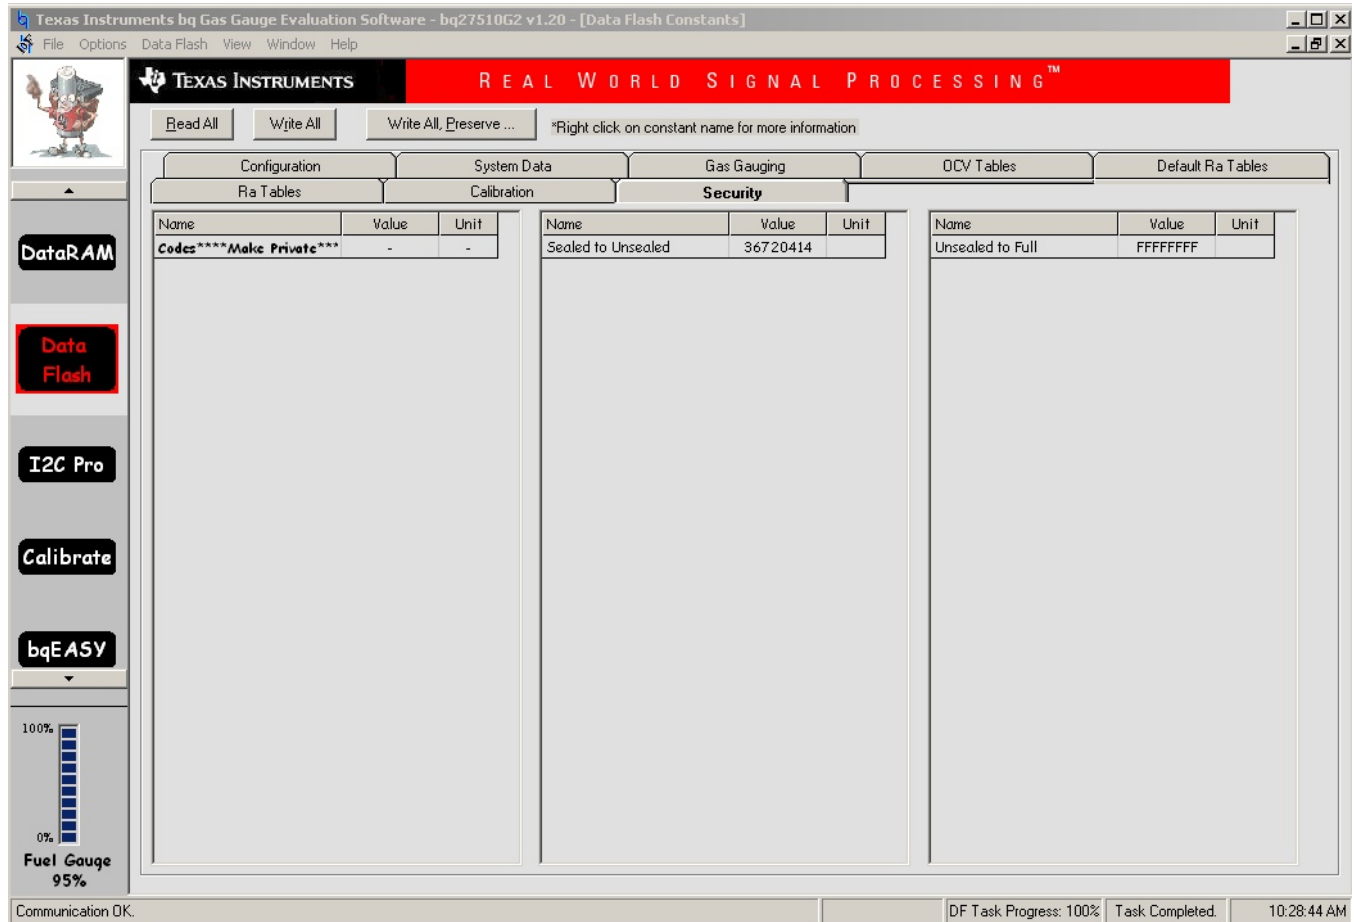 Texas Instruments bq Gas Gauge Evaluation Software - bq27510G2 v1.20 - [Data Flash Constants]
File Options Data Flash View Window Help
TEXAS INSTRUMENTS REAL WORLD SIGNAL PROCESSING™
Read All Write All Write All, Preserve ... *Right click on constant name for more information
Configuration System Data Gas Gauging OCV Tables Default Ra Tables
Ra Tables Calibration Security
Name Value Unit Name Value Unit Name Value Unit
Codes****Make Private*** - - Sealed to Unsealed 36720414 Unsealed to Full FFFFFFFF
DataRAM
Data
Flash
I2C Pro
Calibrate
bqEASY
100%
0%
Fuel Gauge
95%
Communication OK. DF Task Progress: 100% Task Completed. 10:28:44 AM